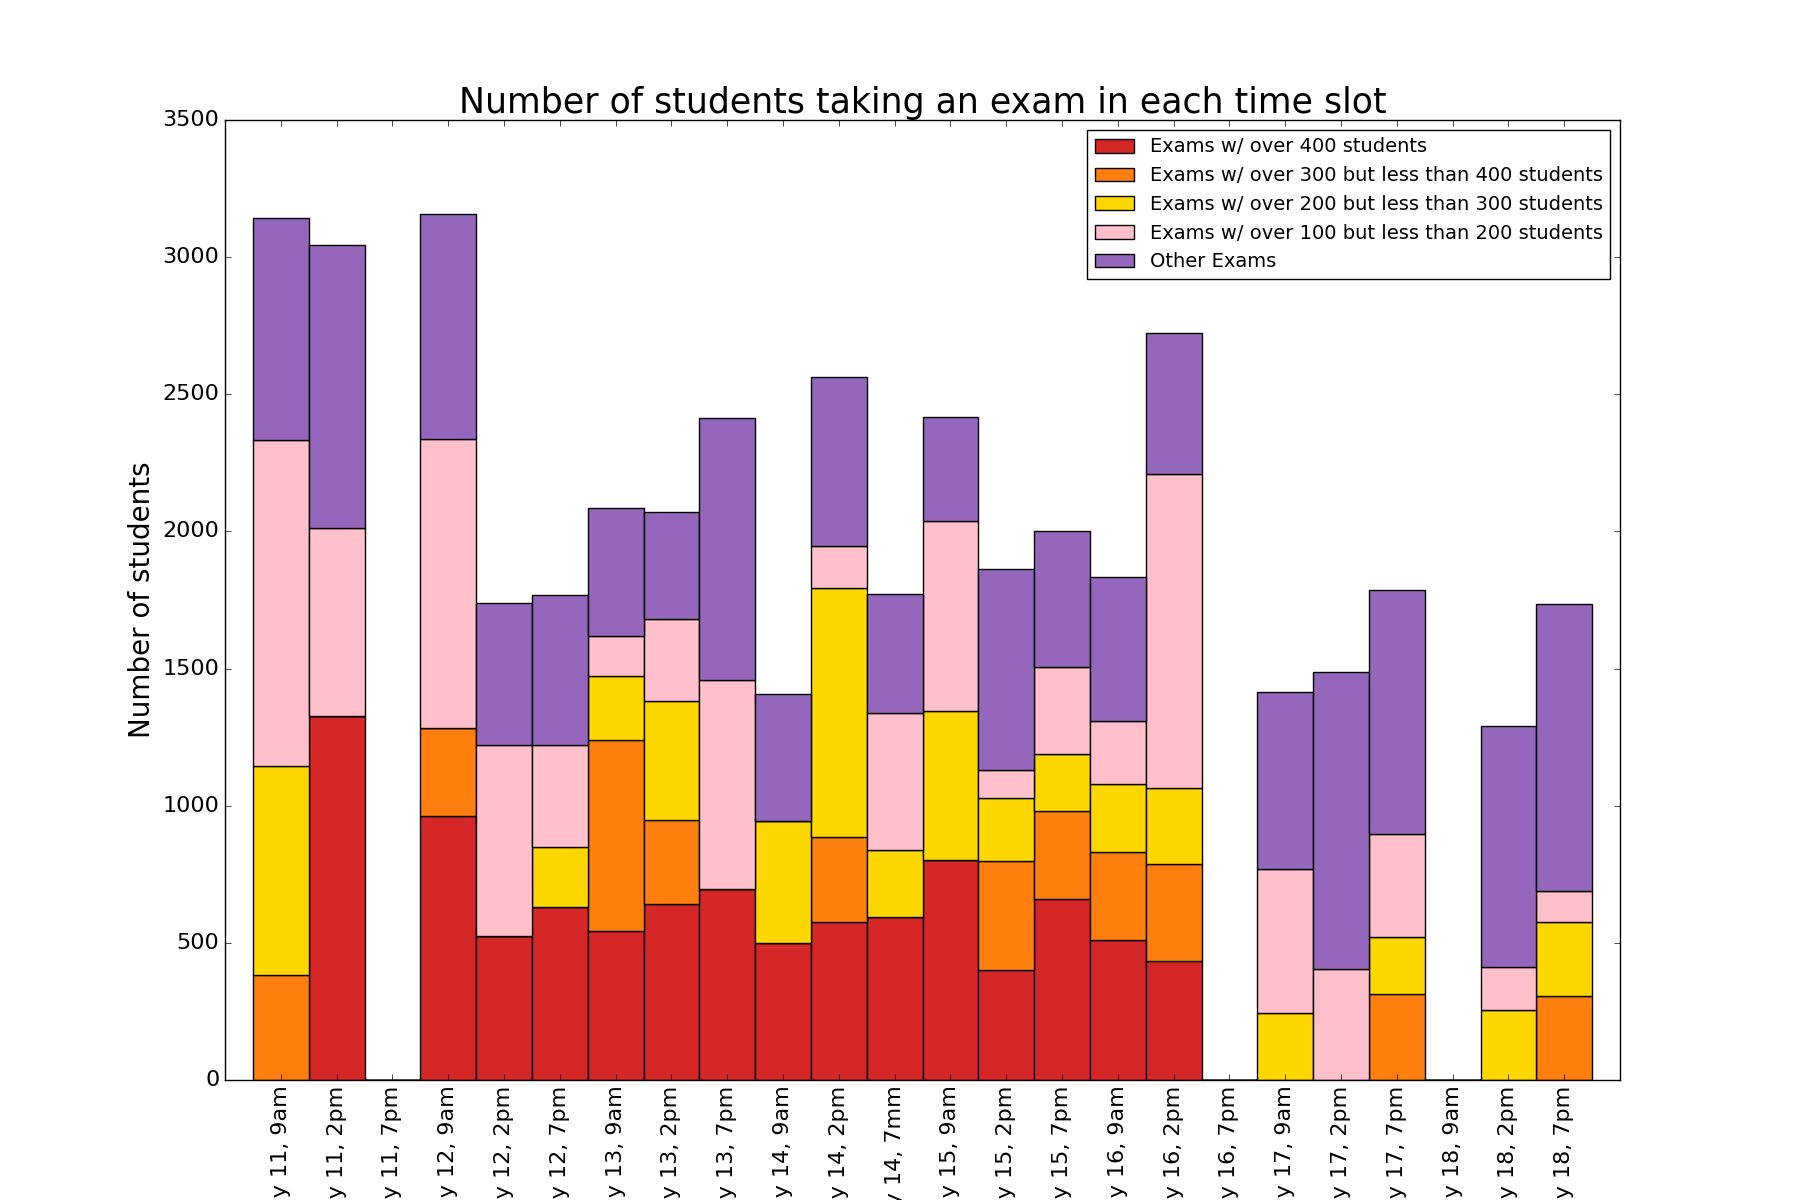 Number of students taking an exam in each time slot
Exams w/ over 400 students
Exams w/ over 300 but less than 400 students
Exams w/ over 200 but less than 300 students
Exams w/ over 100 but less than 200 students
Other Exams
Number of students
3500
3000
2500
2000
1500
1000
500
0
y 11, 9am
y 11, 2pm
y 11, 7pm
y 12, 9am
y 12, 2pm
y 12, 7pm
y 13, 9am
y 13, 2pm
y 13, 7pm
y 14, 9am
y 14, 2pm
y 14, 7mm
y 15, 9am
y 15, 2pm
y 15, 7pm
y 16, 9am
y 16, 2pm
y 16, 7pm
y 17, 9am
y 17, 2pm
y 17, 7pm
y 18, 9am
y 18, 2pm
y 18, 7pm